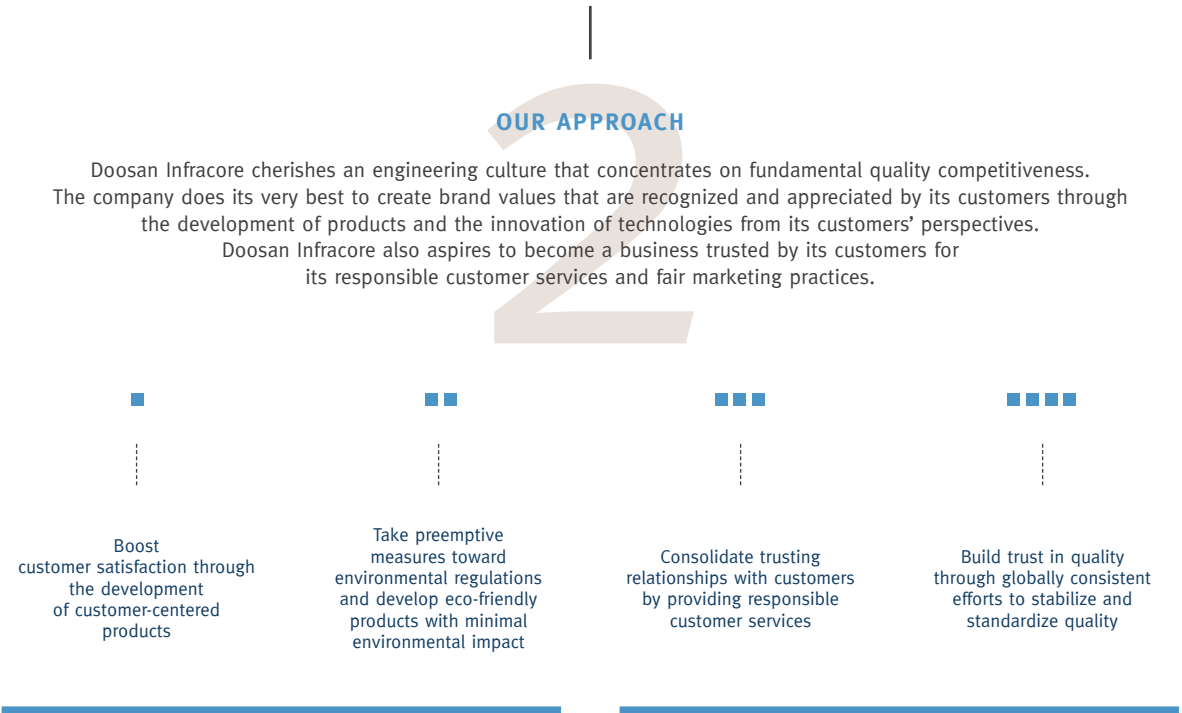 2
OUR APPROACH
Doosan Infracore cherishes an engineering culture that concentrates on fundamental quality competitiveness.
The company does its very best to create brand values that are recognized and appreciated by its customers through
the development of products and the innovation of technologies from its customers’ perspectives.
Doosan Infracore also aspires to become a business trusted by its customers for
its responsible customer services and fair marketing practices.
Boost
customer satisfaction through
the development
of customer-centered
products
Take preemptive
measures toward
environmental regulations
and develop eco-friendly
products with minimal
environmental impact
Consolidate trusting
relationships with customers
by providing responsible
customer services
Build trust in quality
through globally consistent
efforts to stabilize and
standardize quality